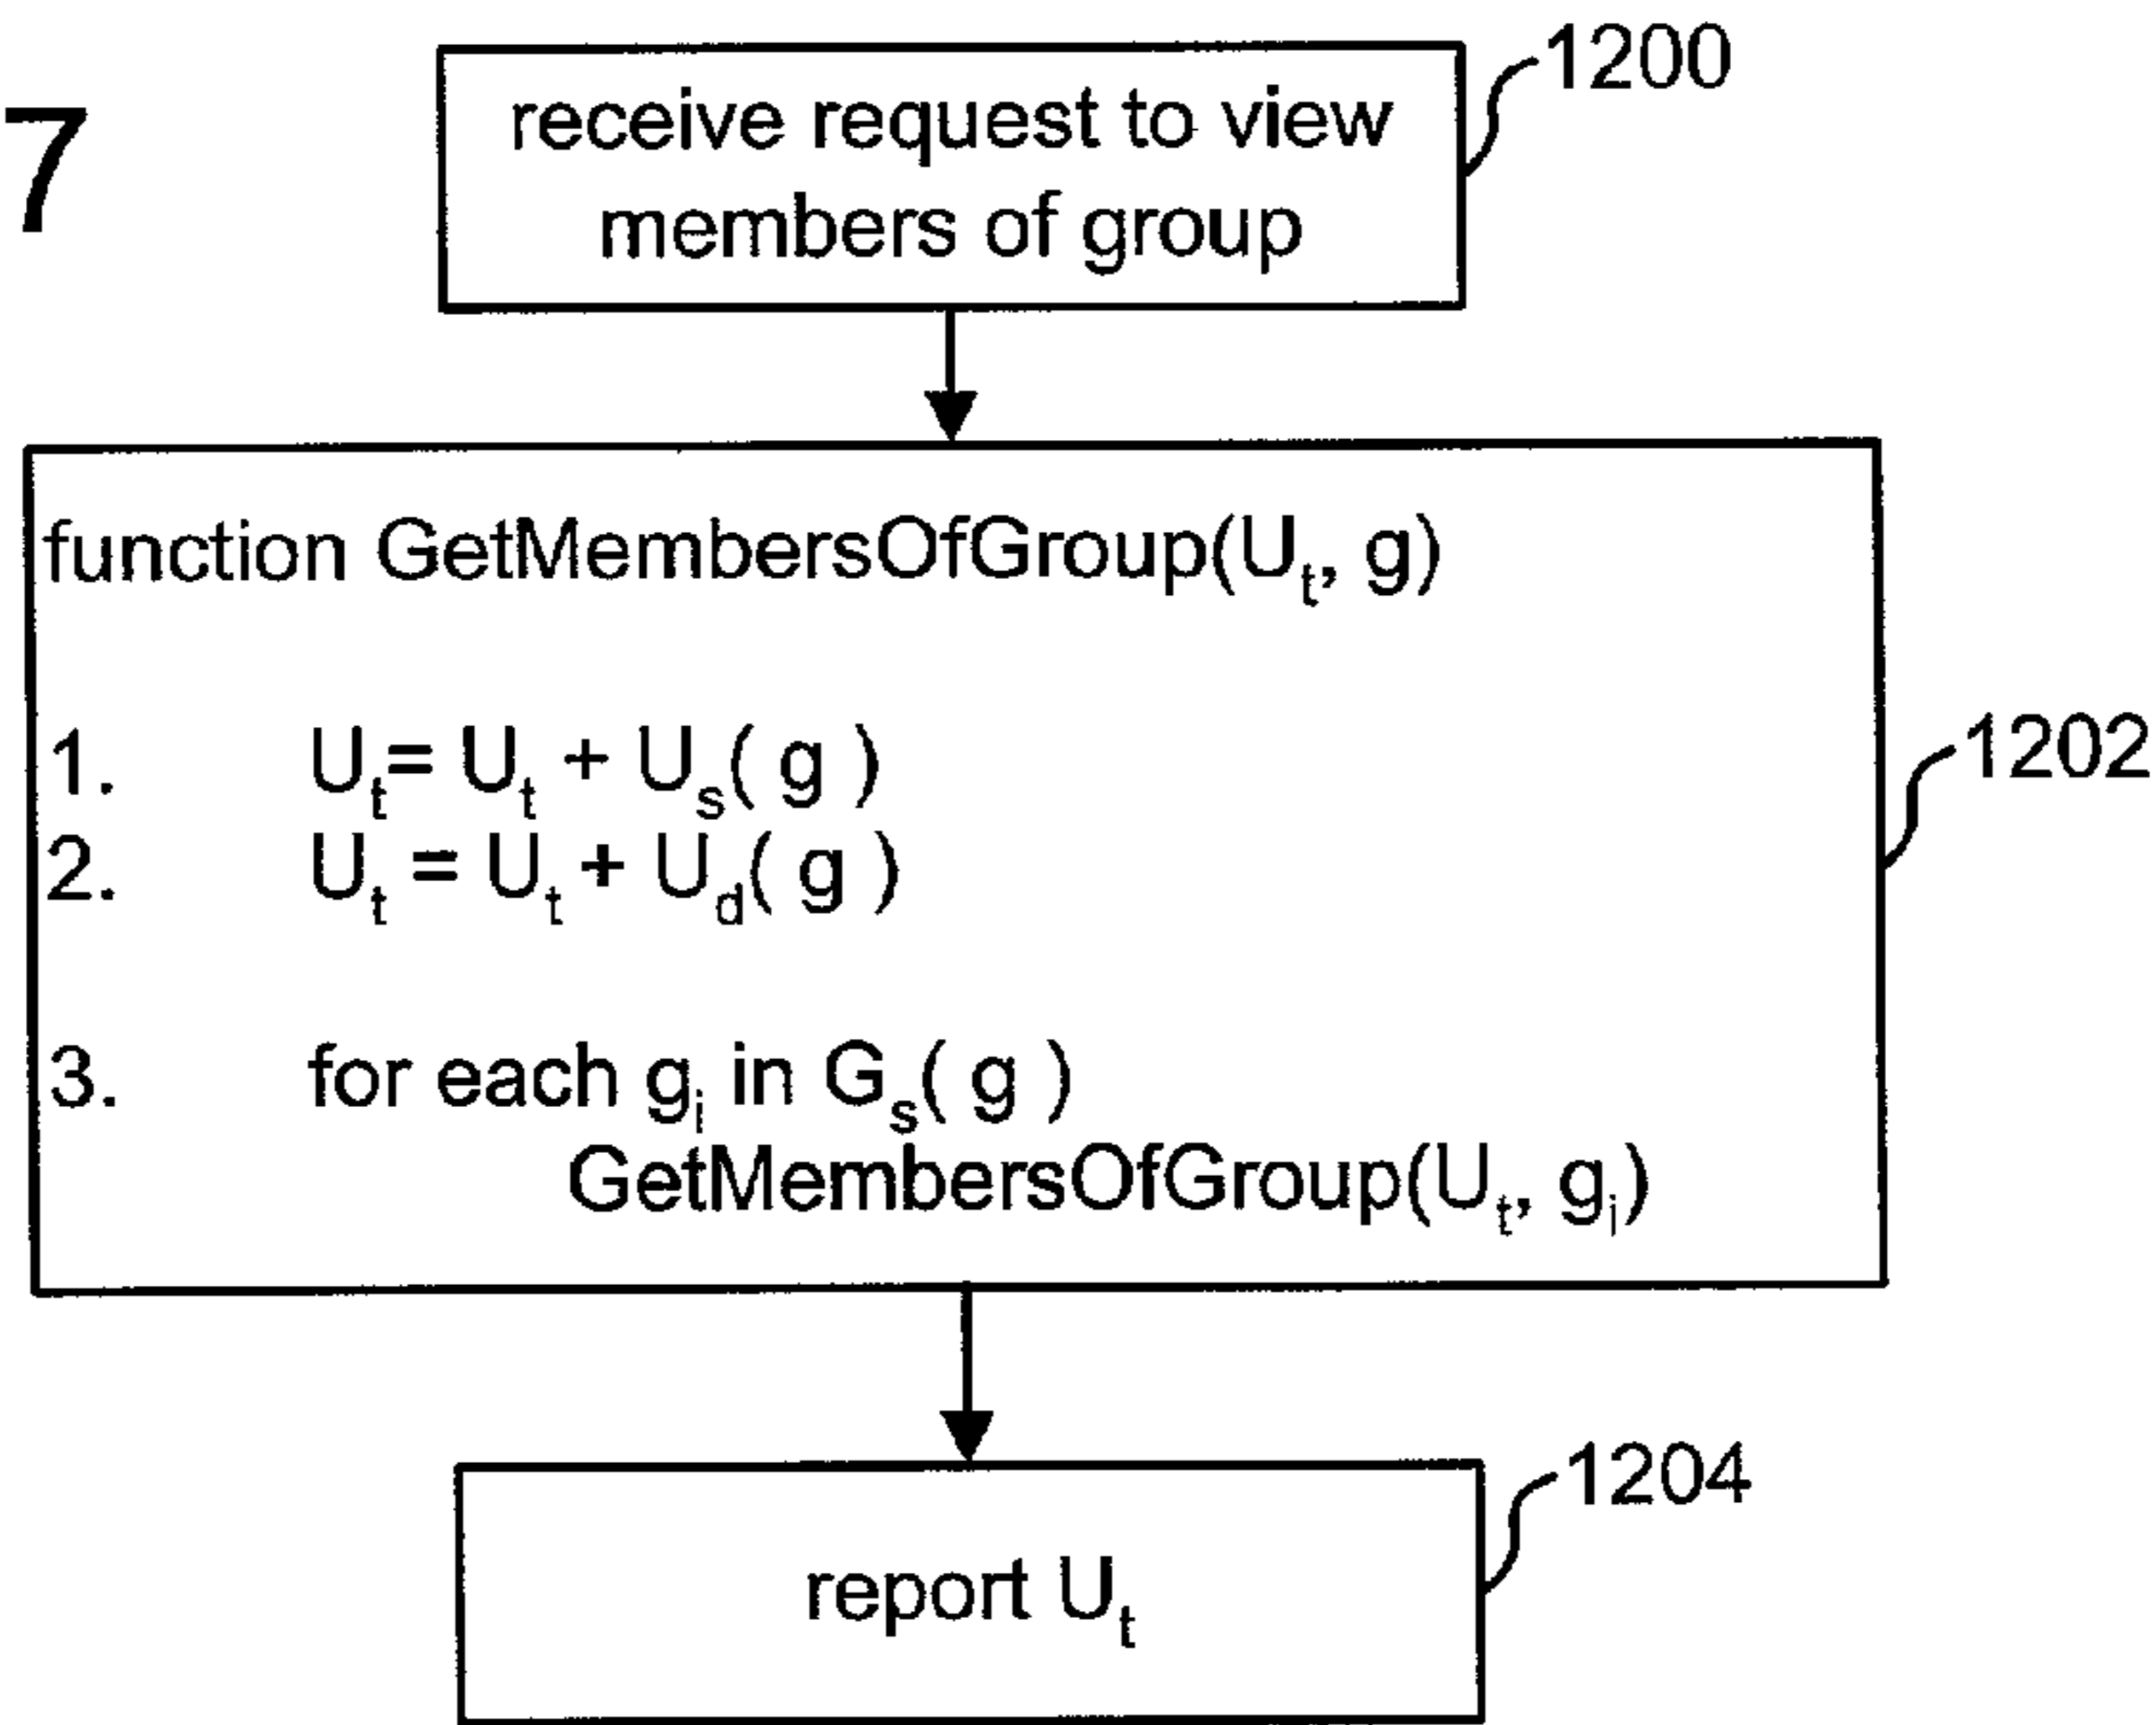 7
receive request to view
members of group
1200
function GetMembersOfGroup(Uₜ, g)
1. Uₜ= Uₜ + Uₛ( g )
2. Uₜ = Uₜ + U_d( g )
3. for each gᵢ in Gₛ( g )
GetMembersOfGroup(Uₜ, gᵢ)
1202
report Uₜ
1204